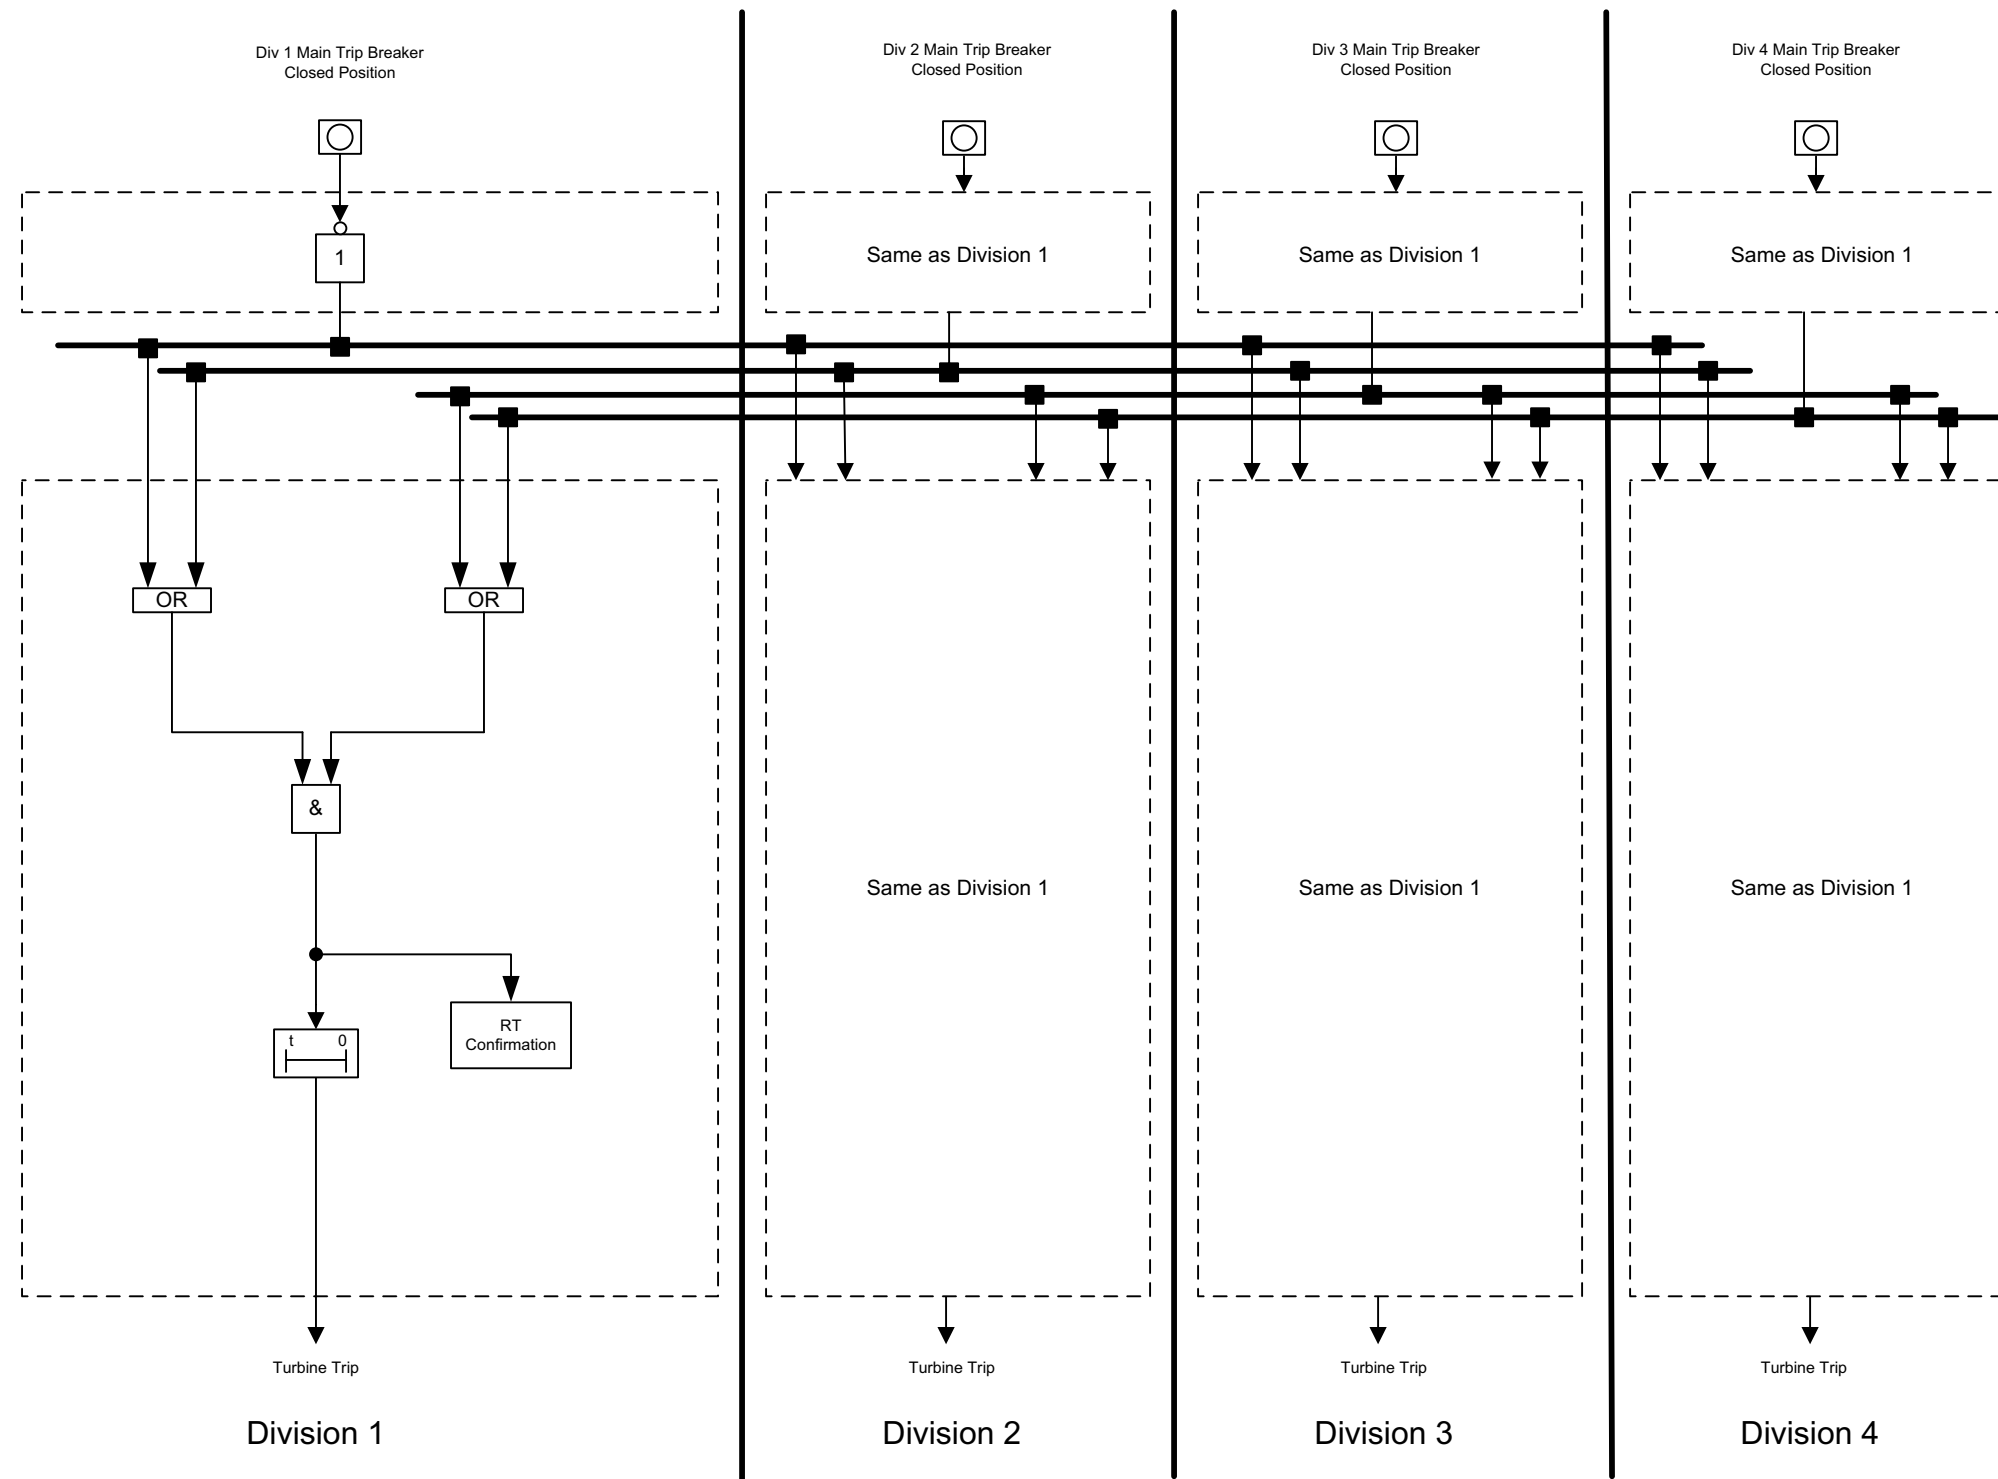 Div 1 Main Trip Breaker
Closed Position
Div 2 Main Trip Breaker
Closed Position
Div 3 Main Trip Breaker
Closed Position
Div 4 Main Trip Breaker
Closed Position
1
Same as Division 1
Same as Division 1
Same as Division 1
OR
OR
&
Same as Division 1
Same as Division 1
Same as Division 1
RT
Confirmation
t 0
Turbine Trip
Turbine Trip
Turbine Trip
Turbine Trip
Division 1
Division 2
Division 3
Division 4